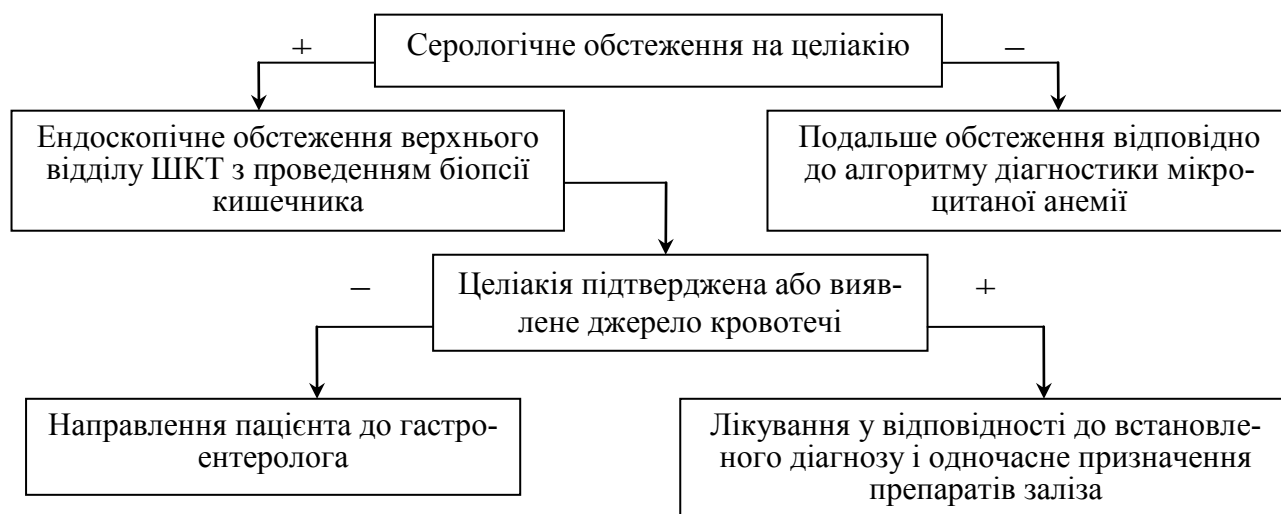 +
Серологічне обстеження на целіакію
–
Ендоскопічне обстеження верхнього
відділу ШКТ з проведенням біопсії
кишечника
Подальше обстеження відповідно
до алгоритму діагностики мікро-
цитаної анемії
–
Целіакія підтверджена або вияв-
лене джерело кровотечі
+
Направлення пацієнта до гастро-
ентеролога
Лікування у відповідності до встановле-
ного діагнозу і одночасне призначення
препаратів заліза